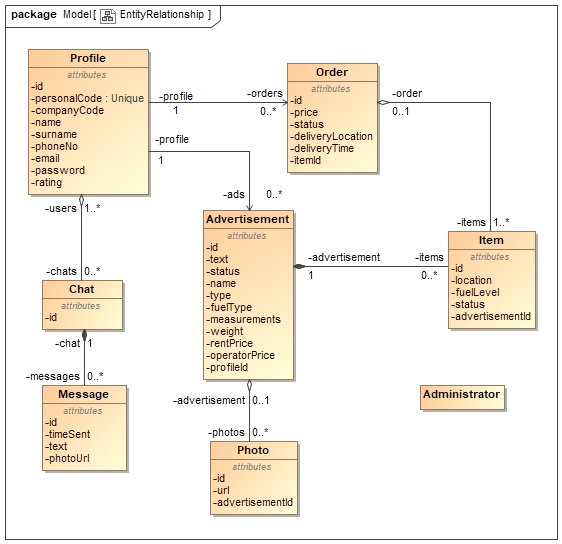 package Model[ EntityRelationship ]
Profile
attributes
-id
-personalCode : Unique
-companyCode
-name
-surname
-phoneNo
-email
-password
-rating
-profile
1
-orders
0..*
Order
attributes
-id
-price
-status
-deliveryLocation
-deliveryTime
-itemId
-order
0..1
-profile
1
-ads
0..*
-users
1..*
-chats
0..*
Advertisement
attributes
-id
-text
-status
-name
-type
-fuelType
-measurements
-weight
-rentPrice
-operatorPrice
-profileId
-items
1..*
Item
attributes
-id
-location
-fuelLevel
-status
-advertisementId
-advertisement
1
-items
0..*
Chat
attributes
-id
-chat
1
-messages
0..*
Message
attributes
-id
-timeSent
-text
-photoUrl
-advertisement
0..1
-photos
0..*
Photo
attributes
-id
-url
-advertisementId
Administrator